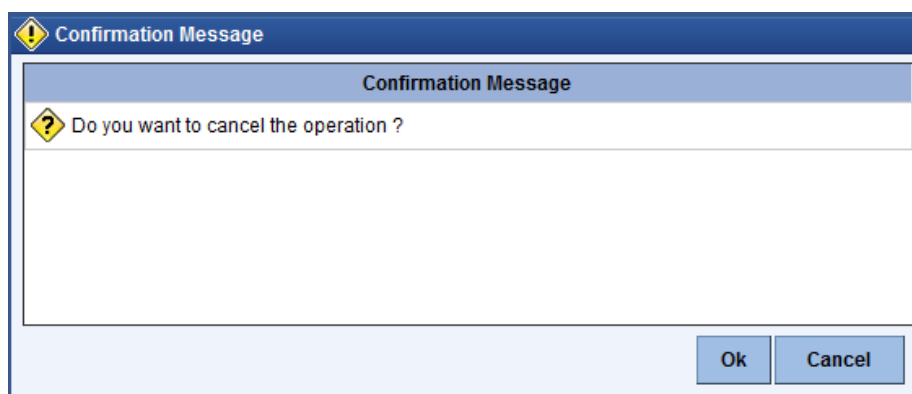 Confirmation Message
Confirmation Message
Do you want to cancel the operation ?
Ok Cancel